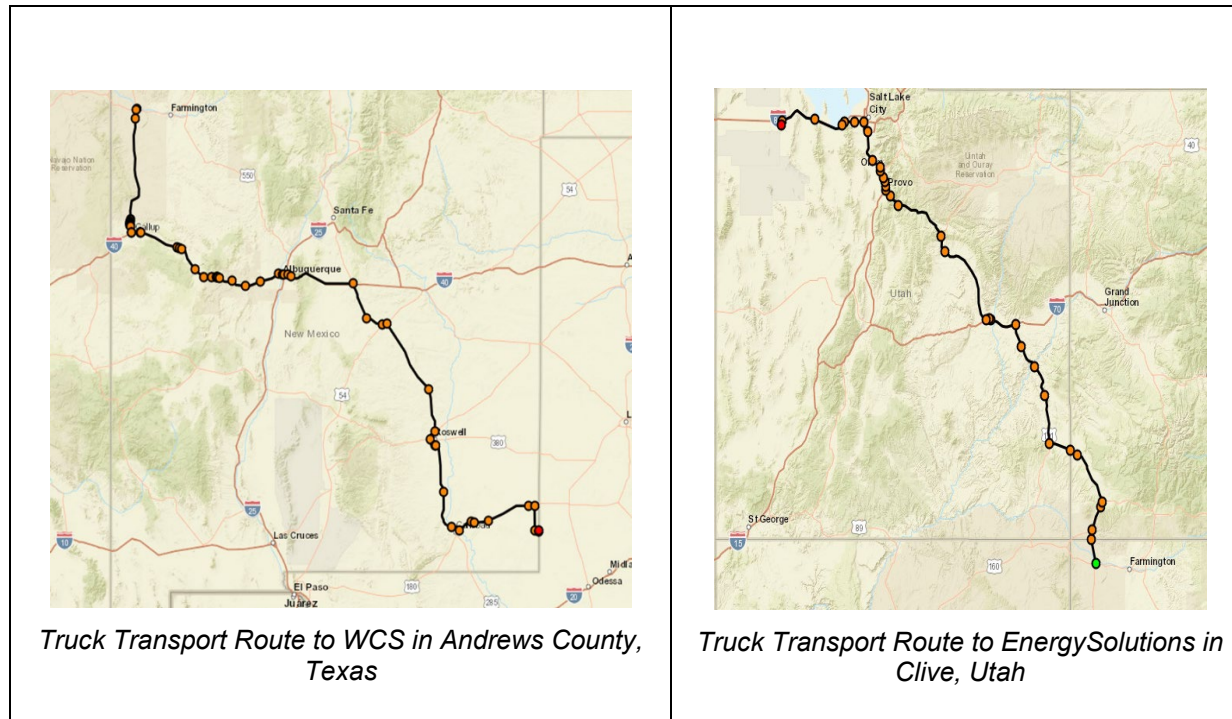 Farmington
Reservation
550
54
Santa Fe
25
Gallup
40
Albuquerque
40
New Mexico
54
Roswell
380
25
10
Las Cruces
El Paso
Juárez
180
285
Odessa
20
Truck Transport Route to WCS in Andrews County,
Texas
Salt Lake
City
40
Uintah
and Ouray
Reservation
Provo
Utah
70
Grand
Junction
St George
15
89
160
Farmington
Truck Transport Route to EnergySolutions in
Clive, Utah